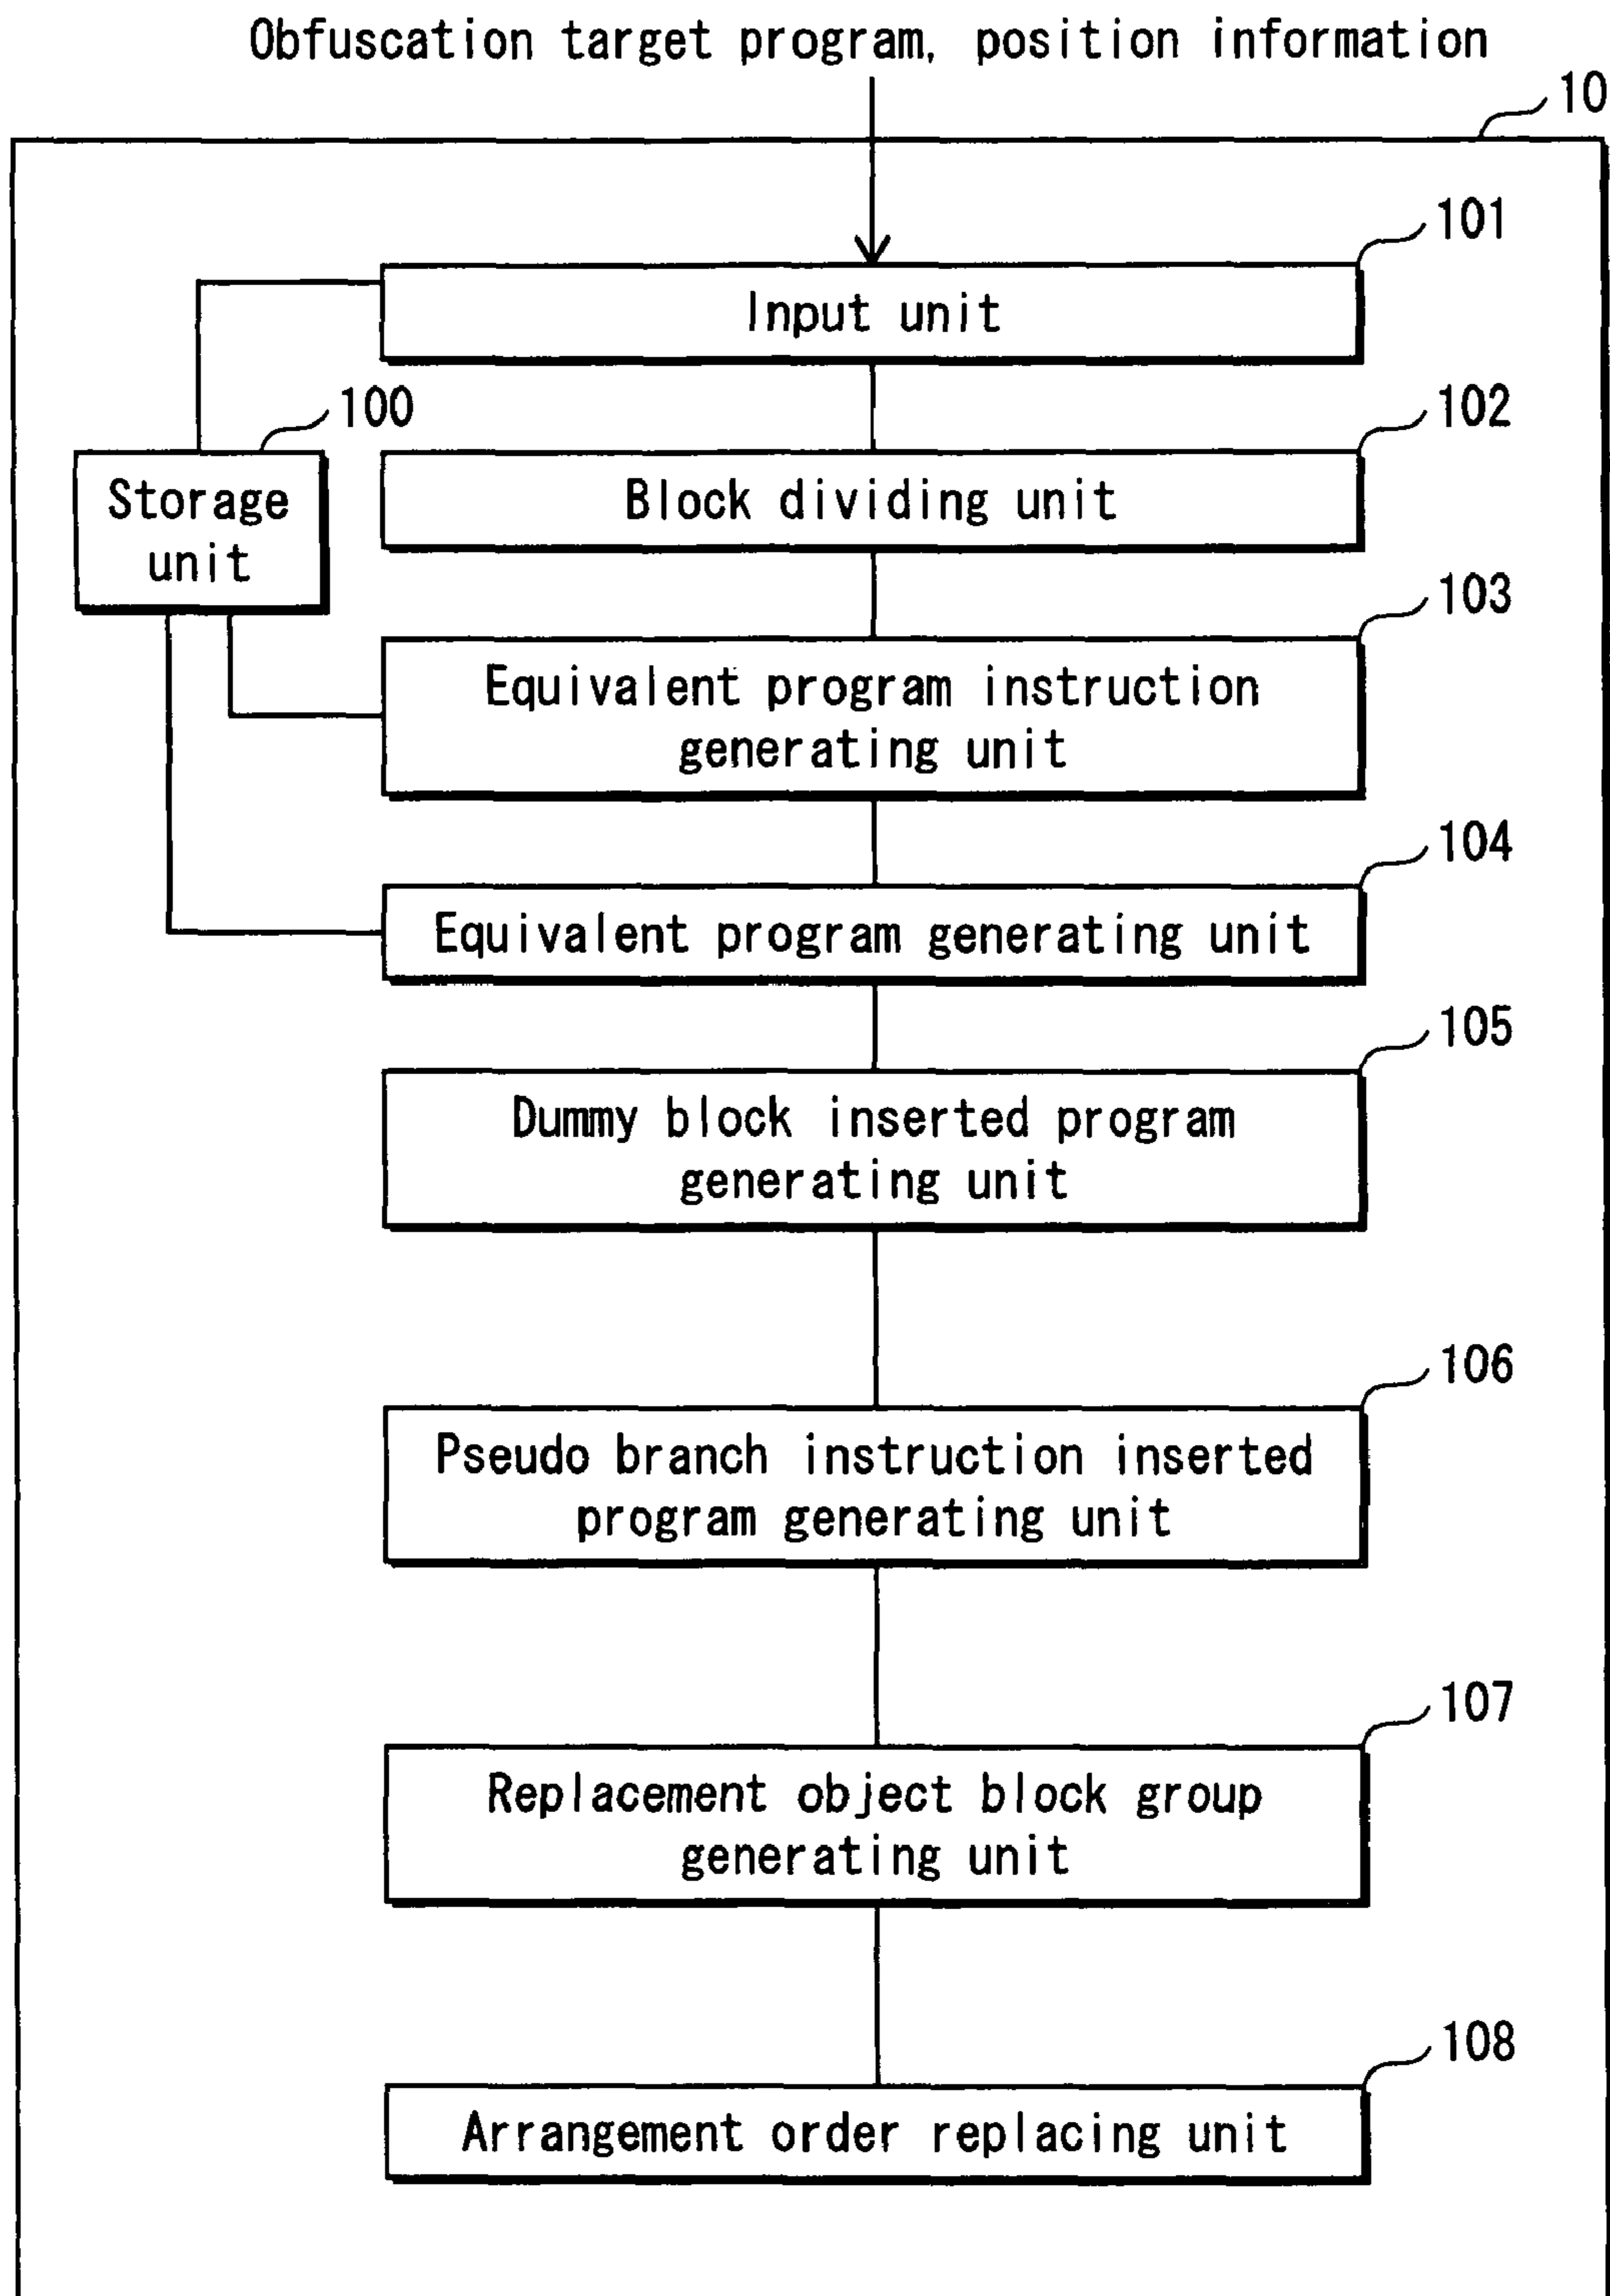 Obfuscation target program, position information
10
101
Input unit
100
102
Storage
unit
Block dividing unit
103
Equivalent program instruction
generating unit
104
Equivalent program generating unit
105
Dummy block inserted program
generating unit
106
Pseudo branch instruction inserted
program generating unit
107
Replacement object block group
generating unit
108
Arrangement order replacing unit